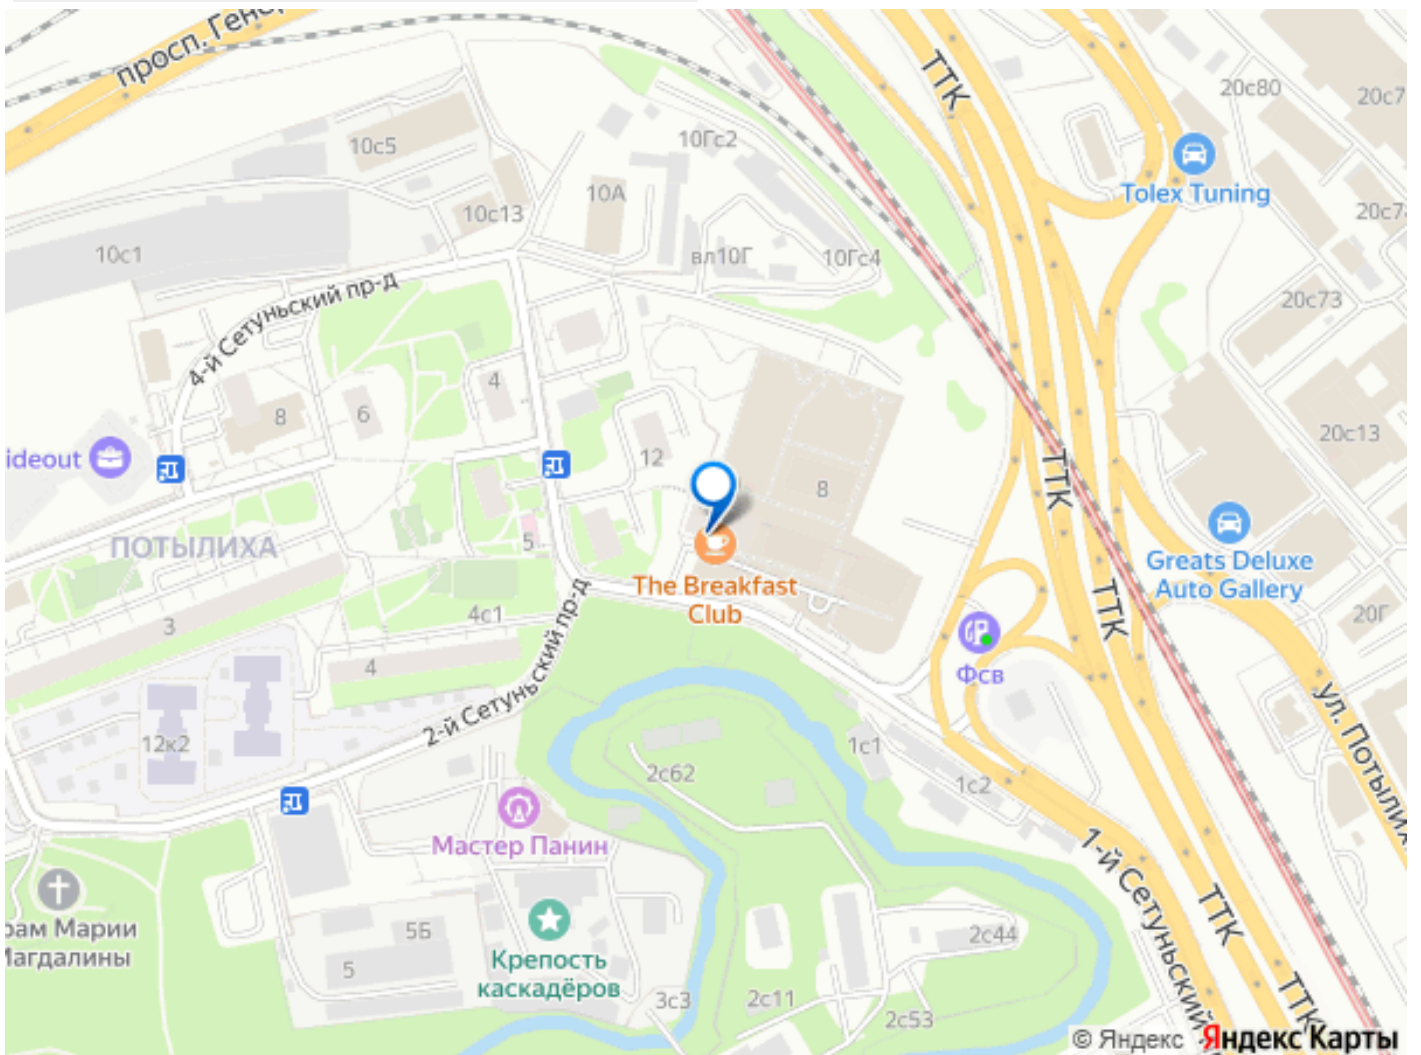 просп. Гене
ТТК
20с80
20с7
10с5
10Гс2
Tolex Tuning
10А
10с13
20с7
10с1
вл10Г
10Гс4
4-й Сетуньский пр-д
20с73
4
6
8
20с13
ideout
12
ТТК
8
ПОТЫЛИХА
5
Greats Deluxe
Auto Gallery
The Breakfast
Club
ТТК
20Г
3
4с1
4
Фсв
2-й Сетуньский пр-д
ул. Потылиха
12к2
1с1
2с62
1с2
Мастер Панин
1-й Сетуньский
рам Марии
Магдалины
5Б
ТТК
2с44
5
Крепость
каскадёров
3с3
2с11
2с53
ТТК
© Яндекс Яндекс Карты